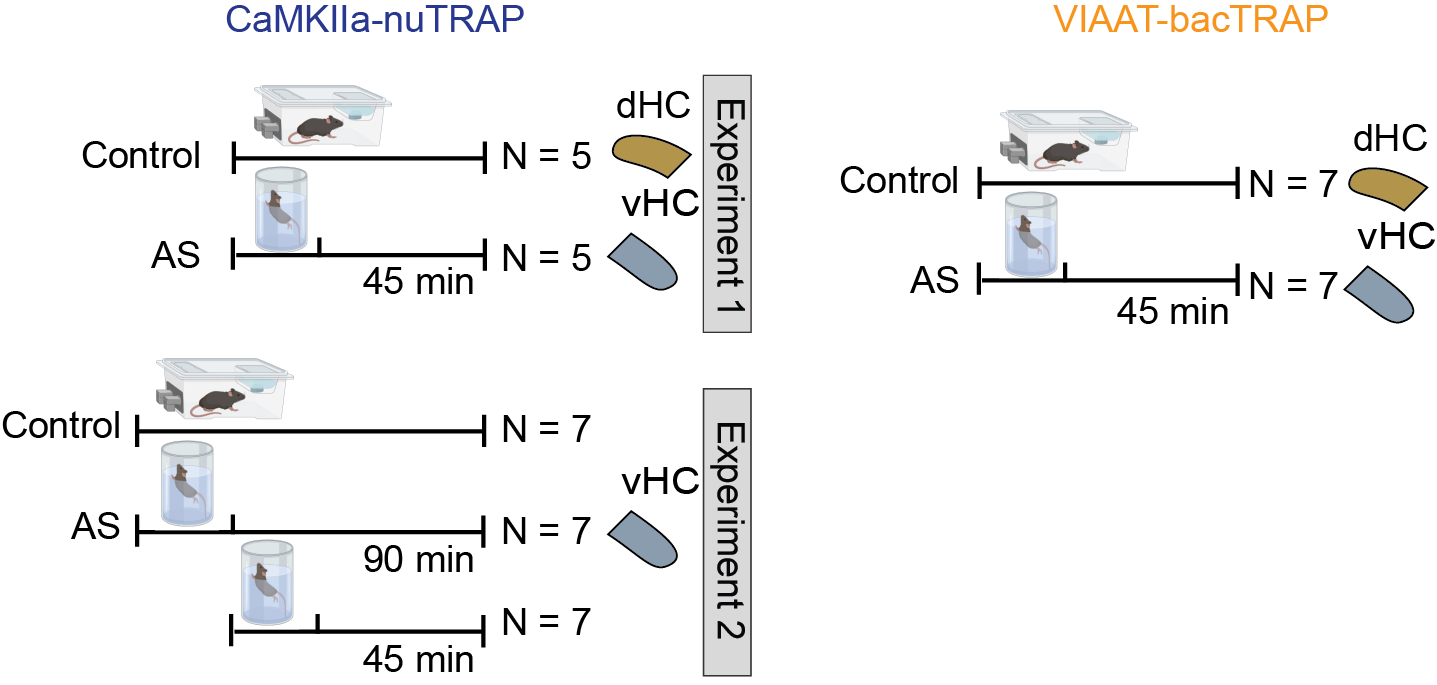 CaMKIIa-nuTRAP
Control
N = 5
dHC
vHC
AS
45 min
N = 5
Experiment 1
Control
N = 7
AS
90 min
N = 7
vHC
45 min
N = 7
Experiment 2
VIAAT-bacTRAP
Control
N = 7
dHC
vHC
AS
45 min
N = 7